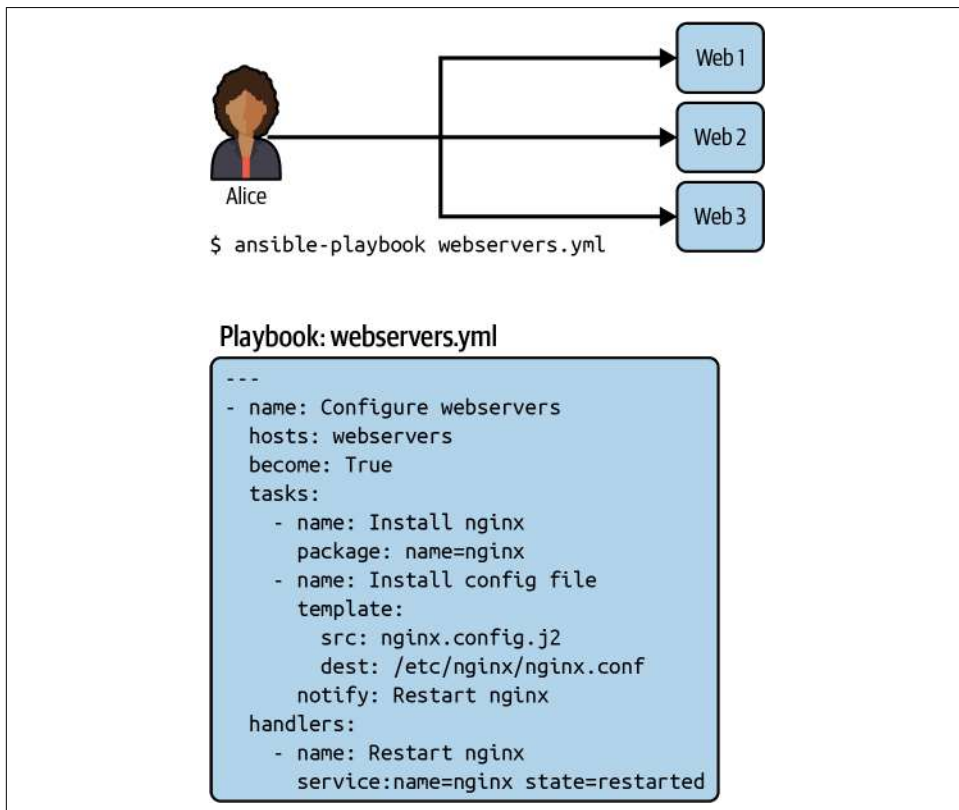 Web 1
Web 2
Alice
Web 3
$ ansible-playbook webservers.yml
Playbook: webservers.yml
---
- name: Configure webservers
  hosts: webservers
  become: True
  tasks:
    - name: Install nginx
      package: name=nginx
    - name: Install config file
      template:
        src: nginx.config.j2
        dest: /etc/nginx/nginx.conf
      notify: Restart nginx
  handlers:
    - name: Restart nginx
      service:name=nginx state=restarted